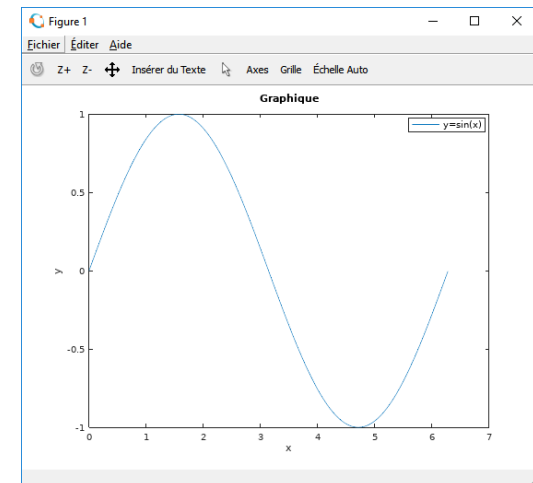 Figure 1
Fichier Éditer Aide
Z+ Z- Insérer du Texte Axes Grille Échelle Auto
Graphique
y=sin(x)
1
0.5
0
-0.5
-1
y
0 1 2 3 4 5 6 7
x